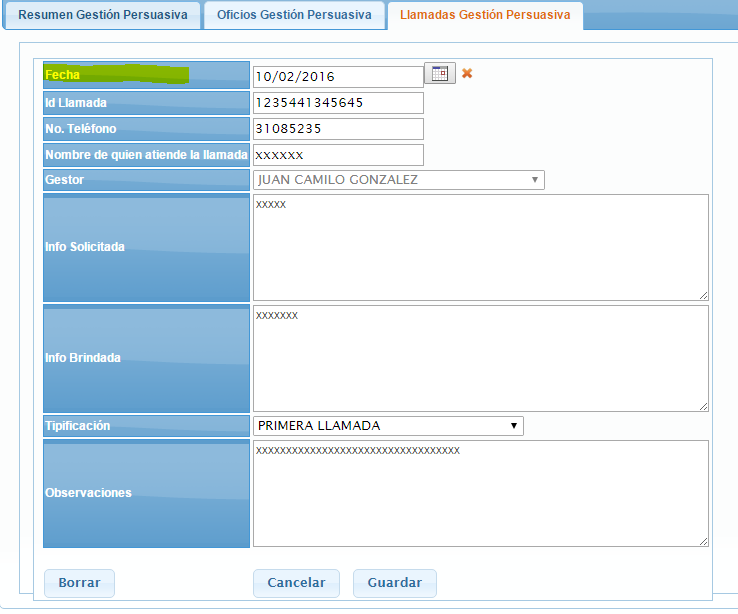 Resumen Gestión Persuasiva Oficios Gestión Persuasiva Llamadas Gestión Persuasiva
Fecha 10/02/2016
Id Llamada 1235441345645
No. Teléfono 31085235
Nombre de quien atiende la llamada xxxxxx
Gestor JUAN CAMILO GONZALEZ
Info Solicitada xxxxx
Info Brindada xxxxxxx
Tipificación PRIMERA LLAMADA
Observaciones xxxxxxxxxxxxxxxxxxxxxxxxxxxxxxxxxx
Borrar Cancelar Guardar